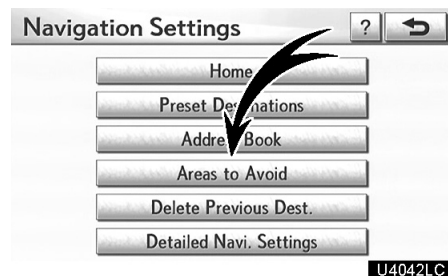 Navigation Settings ?
Home
Preset Destinations
Address Book
Areas to Avoid
Delete Previous Dest.
Detailed Navi. Settings
U4042LC